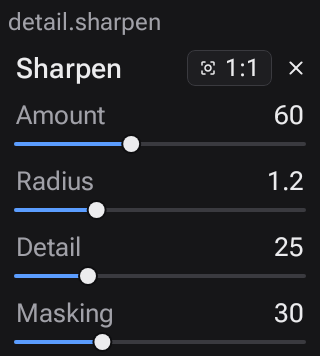 detail.sharpen
Sharpen 1:1
Amount 60
Radius 1.2
Detail 25
Masking 30